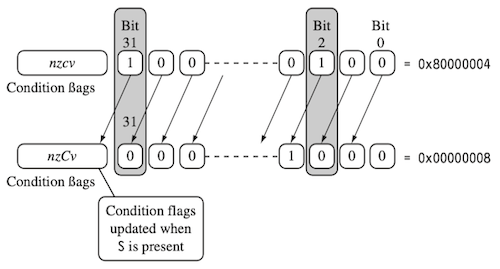 Bit
31
Bit
2
Bit
0
nzcv 1 0 0 0 1 0 0 = 0x80000004
Condition ßags
31
nzCv 0 0 0 1 0 0 0 = 0x00000008
Condition ßags
Condition flags
updated when
S is present